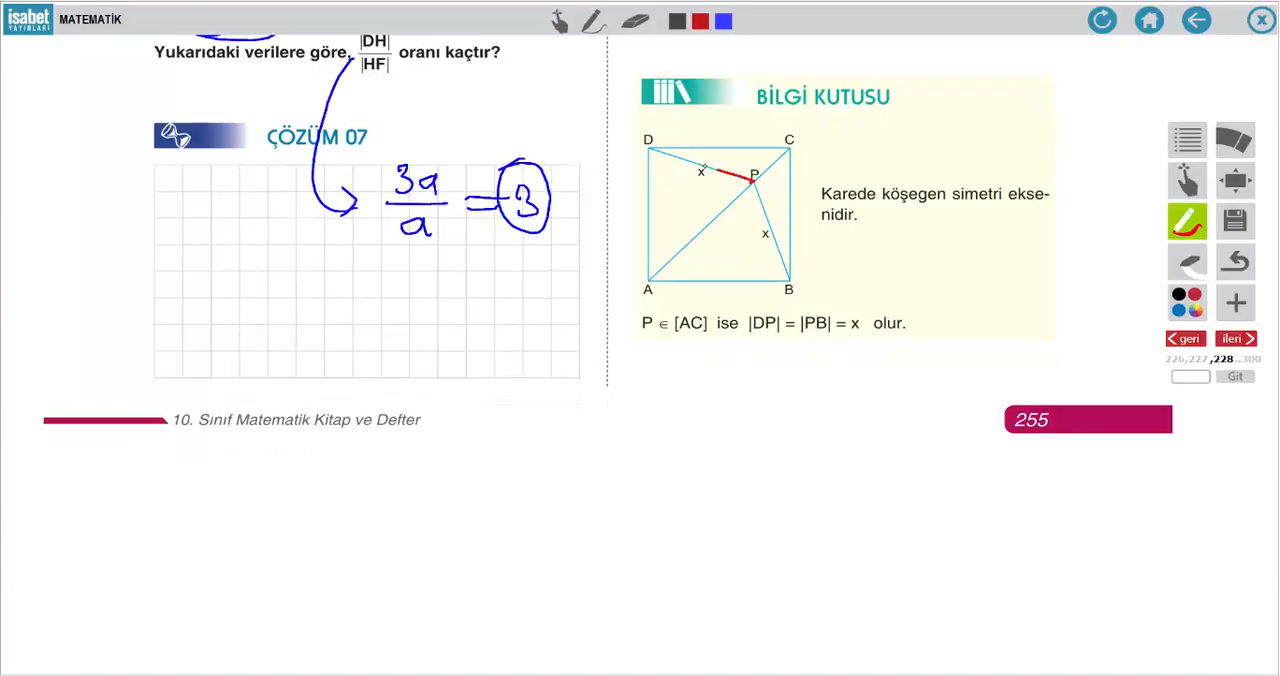 isabet
YAYINLARI
MATEMATİK
Yukarıdaki verilere göre, |DH| / |HF| oranı kaçtır?
ÇÖZÜM 07
3a / a = 3
10. Sınıf Matematik Kitap ve Defter
BİLGİ KUTUSU
D
C
x
P
x
A
B
Karede köşegen simetri ekse-
nidir.
P ∈ [AC] ise |DP| = |PB| = x olur.
255
geri
ileri
226,227,228..300
Git